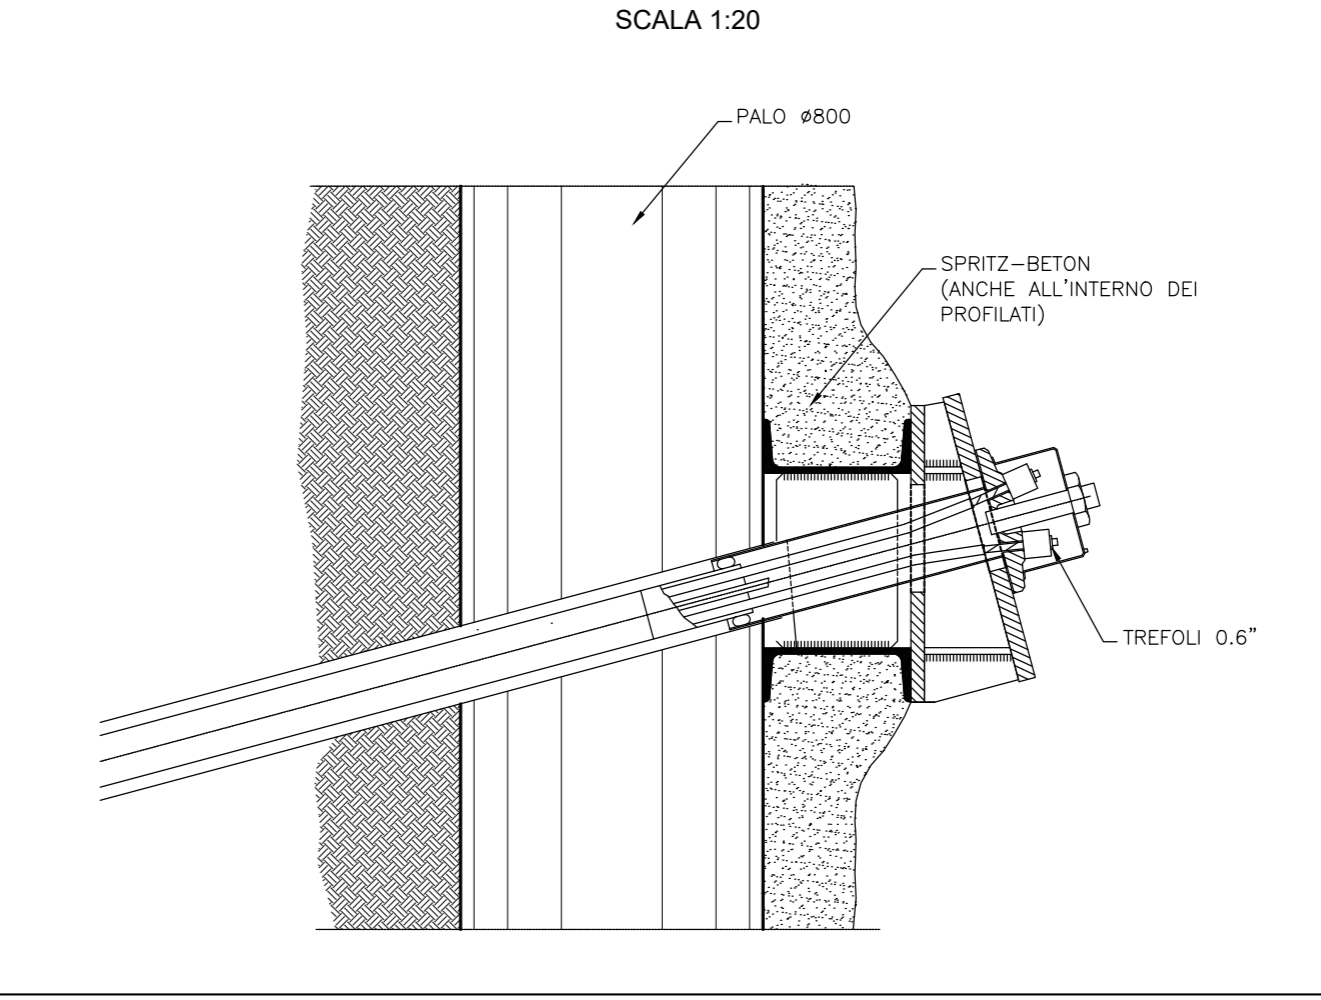 SCALA 1:20
PALO ø800
SPRITZ-BETON
(ANCHE ALL'INTERNO DEI
PROFILATI)
TREFOLI 0.6"